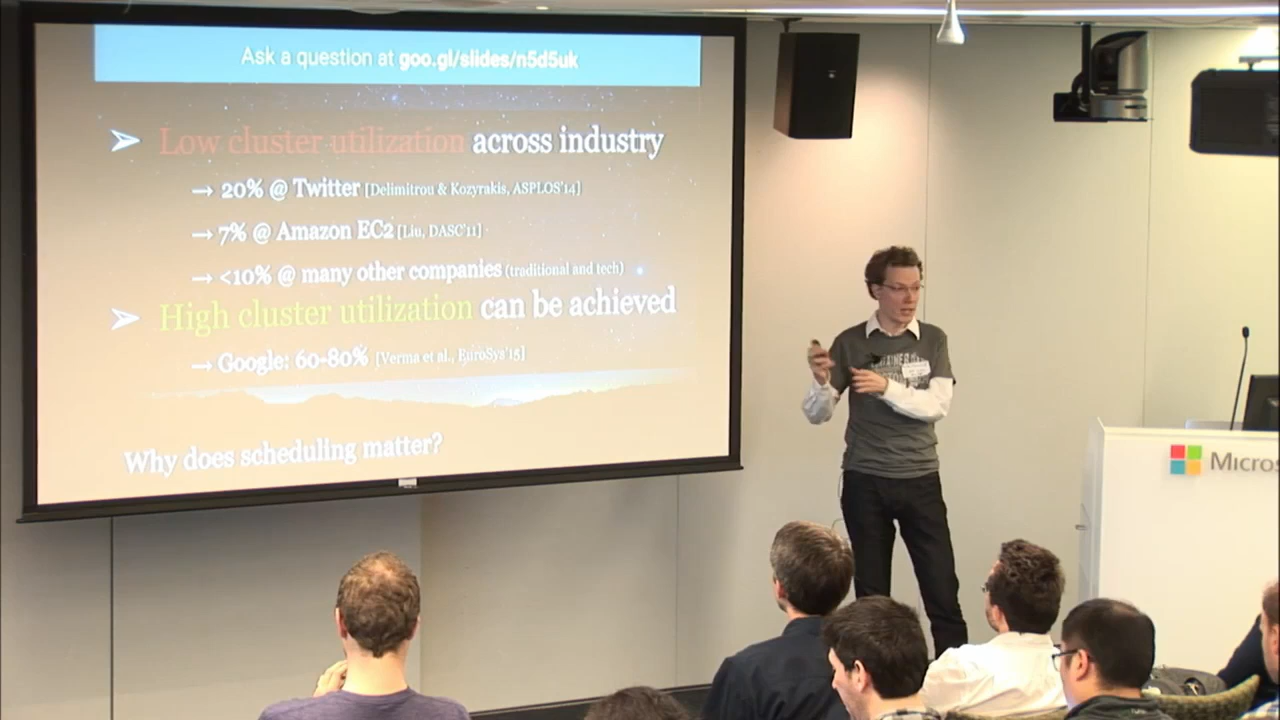 Ask a question at goo.gl/slides/n5d5uk
➢ Low cluster utilization across industry
→ 20% @ Twitter [Delimitrou & Kozyrakis, ASPLOS'14]
→ 7% @ Amazon EC2 [Liu, DASC'11]
→ <10% @ many other companies (traditional and tech)
➢ High cluster utilization can be achieved
→ Google: 60-80% [Verma et al., EuroSys'15]
Why does scheduling matter?
Micros